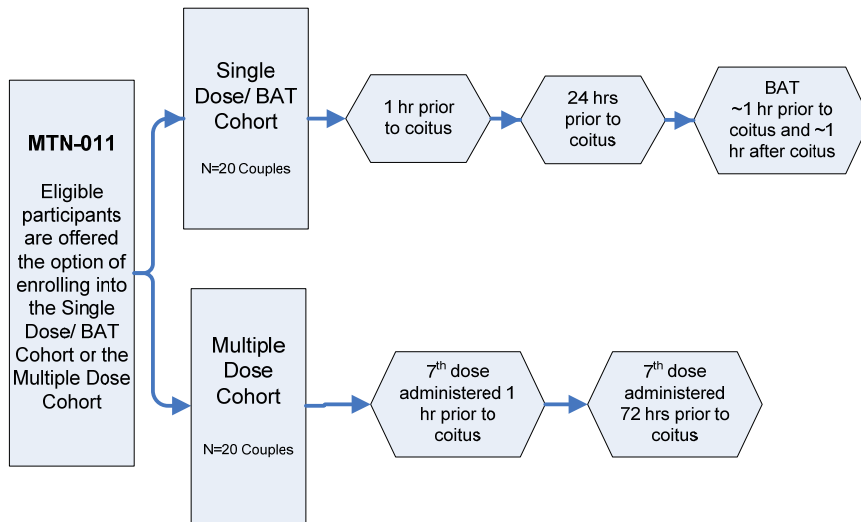 MTN-011
Eligible
participants
are offered
the option of
enrolling into
the Single
Dose/ BAT
Cohort or the
Multiple Dose
Cohort
Single
Dose/ BAT
Cohort
N=20 Couples
1 hr prior
to coitus
24 hrs
prior to
coitus
BAT
~1 hr prior to
coitus and ~1
hr after coitus
Multiple
Dose
Cohort
N=20 Couples
7th dose
administered 1
hr prior to
coitus
7th dose
administered
72 hrs prior to
coitus